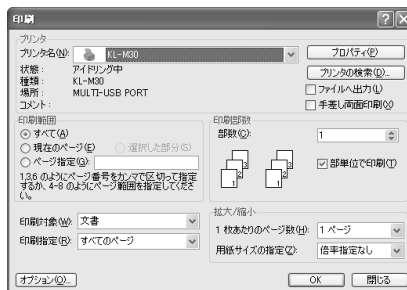 印刷
プリンタ
プリンタ名(N): KL-M30 プロパティ(P)
状態: アイドリング中 プリンタの検索(D)...
種類: KL-M30 ファイルへ出力(L)
場所: MULTI-USB PORT 手差し両面印刷(X)
コメント:
印刷範囲 印刷部数
すべて(A) 部数(C): 1
現在のページ(E) 選択した部分(S)
ページ指定(G): 部単位で印刷(T)
1,3,6 のようにページ番号をカンマで区切って指定
するか、4-8 のようにページ範囲を指定してくださ
い。
印刷対象(W): 文書 拡大/縮小
印刷指定(R): すべてのページ 1 枚あたりのページ数(H): 1 ページ
用紙サイズの指定(Z): 倍率指定なし
オプション(O)... OK 閉じる